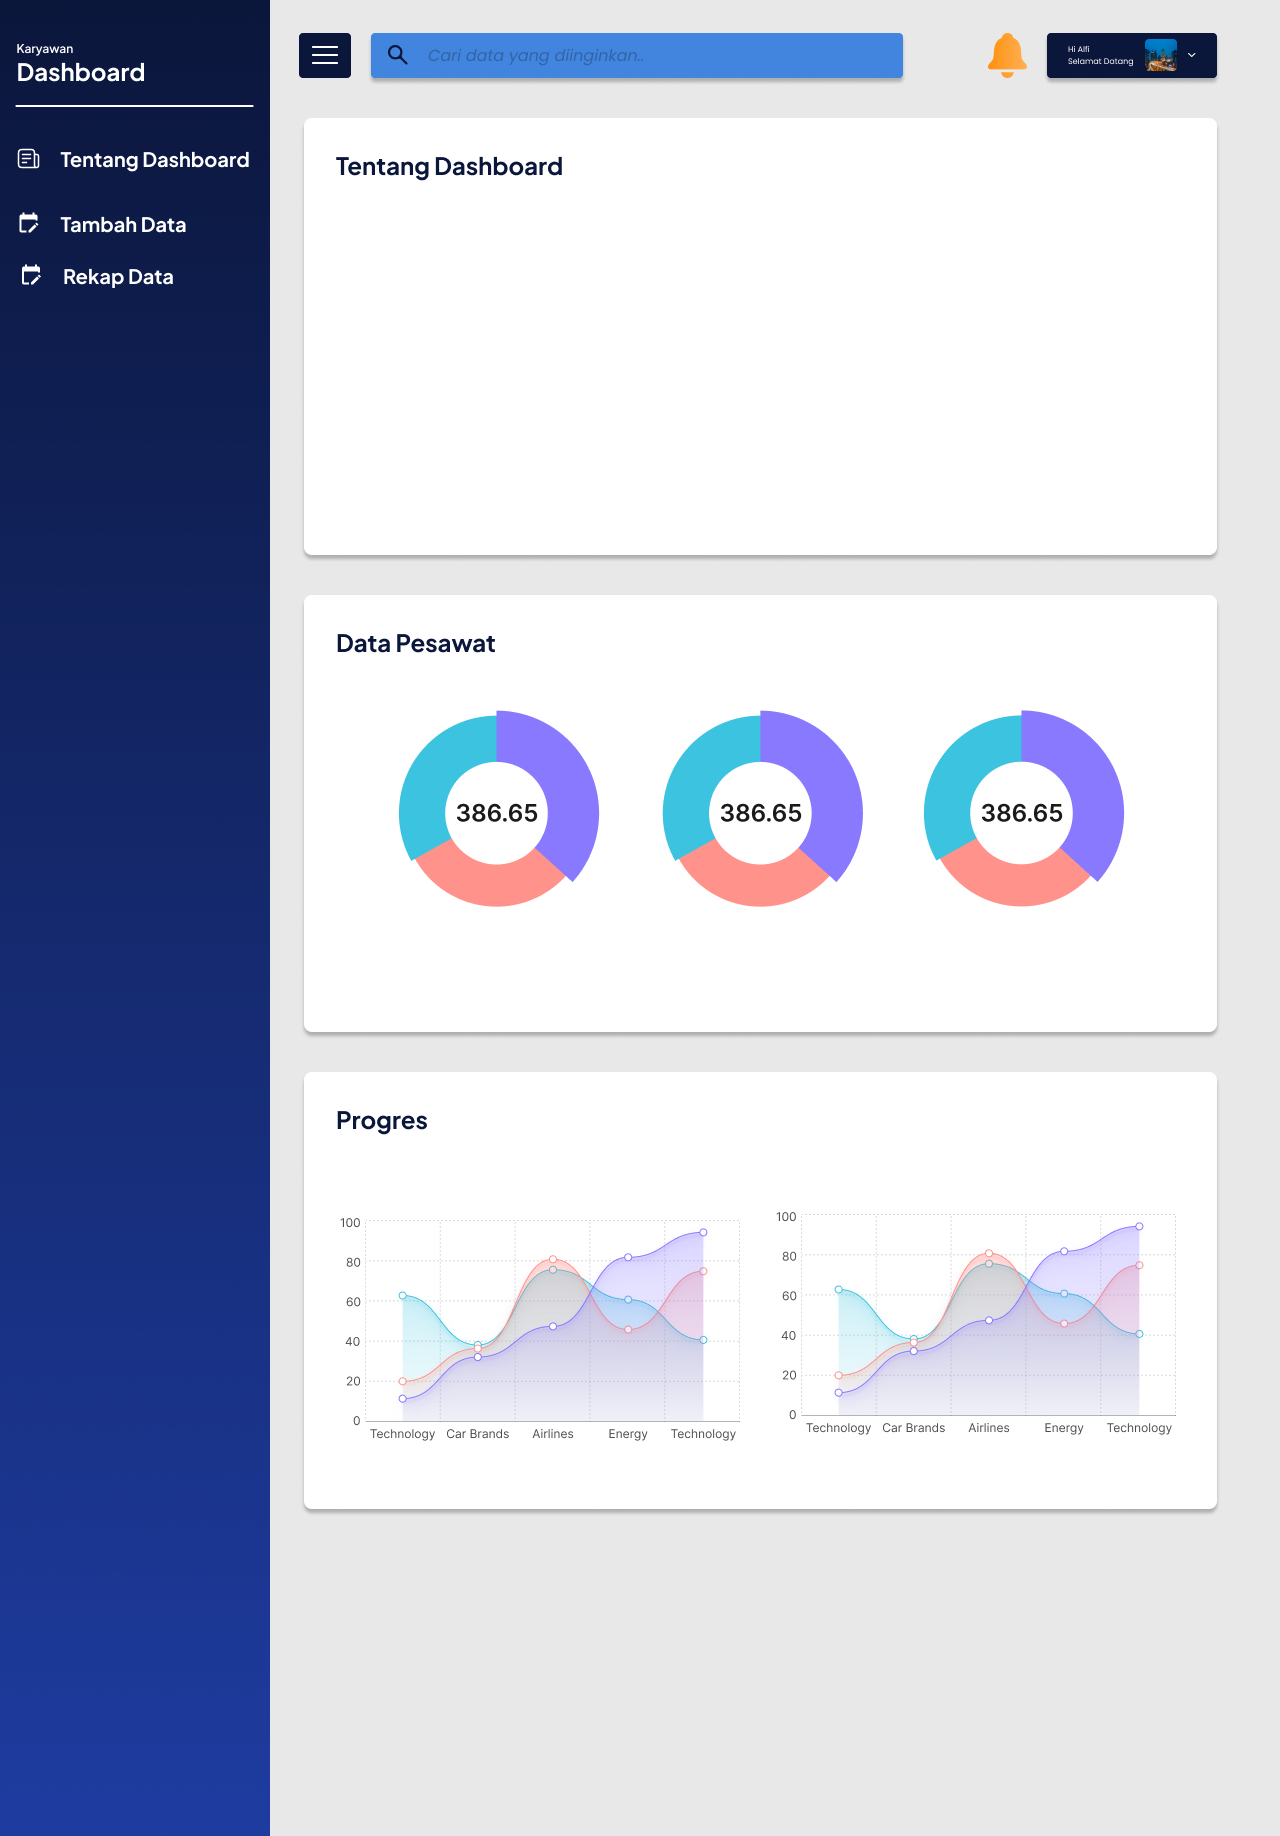 Karyawan
Dashboard
Tentang Dashboard
Tambah Data
Rekap Data
Cari data yang diinginkan..
Hi Alfi
Selamat Datang
Tentang Dashboard
Data Pesawat
386.65
386.65
386.65
Progres
100
80
60
40
20
0
Technology
Car Brands
Airlines
Energy
Technology
100
80
60
40
20
0
Technology
Car Brands
Airlines
Energy
Technology